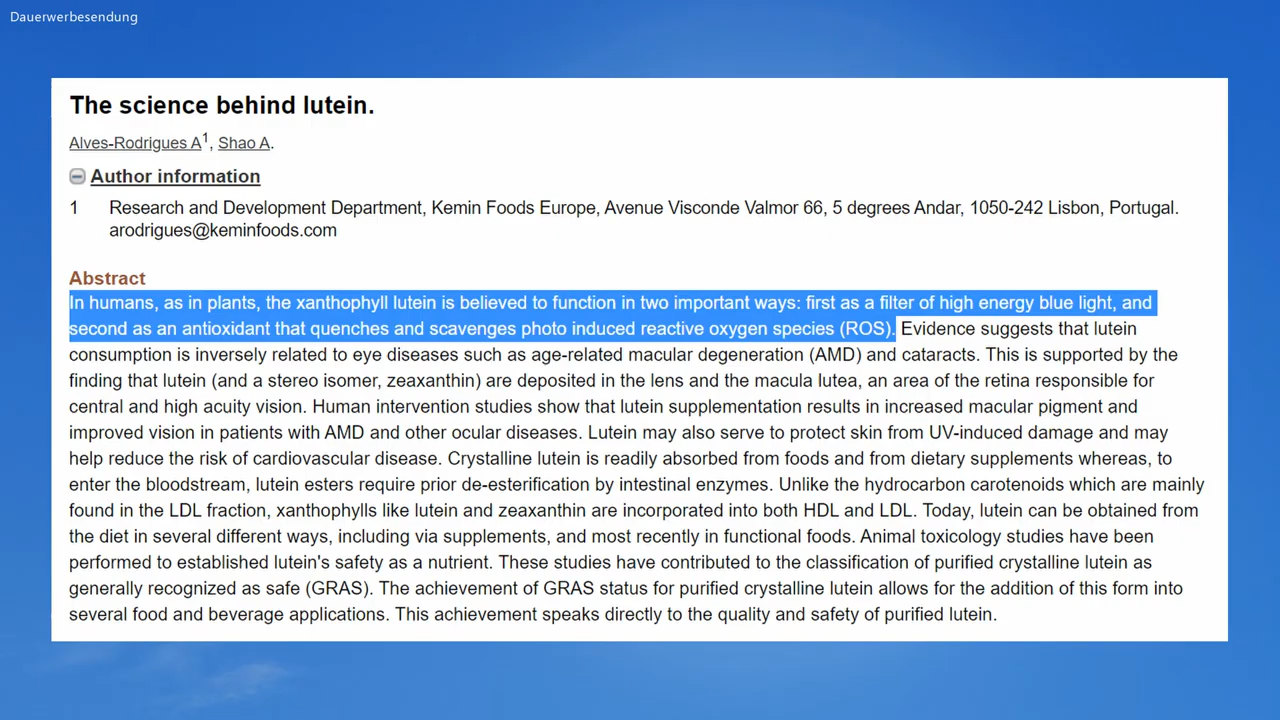 Dauerwerbesendung
The science behind lutein.
Alves-Rodrigues A1, Shao A.
Author information
1 Research and Development Department, Kemin Foods Europe, Avenue Visconde Valmor 66, 5 degrees Andar, 1050-242 Lisbon, Portugal.
arodrigues@keminfoods.com
Abstract
In humans, as in plants, the xanthophyll lutein is believed to function in two important ways: first as a filter of high energy blue light, and
second as an antioxidant that quenches and scavenges photo induced reactive oxygen species (ROS). Evidence suggests that lutein
consumption is inversely related to eye diseases such as age-related macular degeneration (AMD) and cataracts. This is supported by the
finding that lutein (and a stereo isomer, zeaxanthin) are deposited in the lens and the macula lutea, an area of the retina responsible for
central and high acuity vision. Human intervention studies show that lutein supplementation results in increased macular pigment and
improved vision in patients with AMD and other ocular diseases. Lutein may also serve to protect skin from UV-induced damage and may
help reduce the risk of cardiovascular disease. Crystalline lutein is readily absorbed from foods and from dietary supplements whereas, to
enter the bloodstream, lutein esters require prior de-esterification by intestinal enzymes. Unlike the hydrocarbon carotenoids which are mainly
found in the LDL fraction, xanthophylls like lutein and zeaxanthin are incorporated into both HDL and LDL. Today, lutein can be obtained from
the diet in several different ways, including via supplements, and most recently in functional foods. Animal toxicology studies have been
performed to established lutein's safety as a nutrient. These studies have contributed to the classification of purified crystalline lutein as
generally recognized as safe (GRAS). The achievement of GRAS status for purified crystalline lutein allows for the addition of this form into
several food and beverage applications. This achievement speaks directly to the quality and safety of purified lutein.